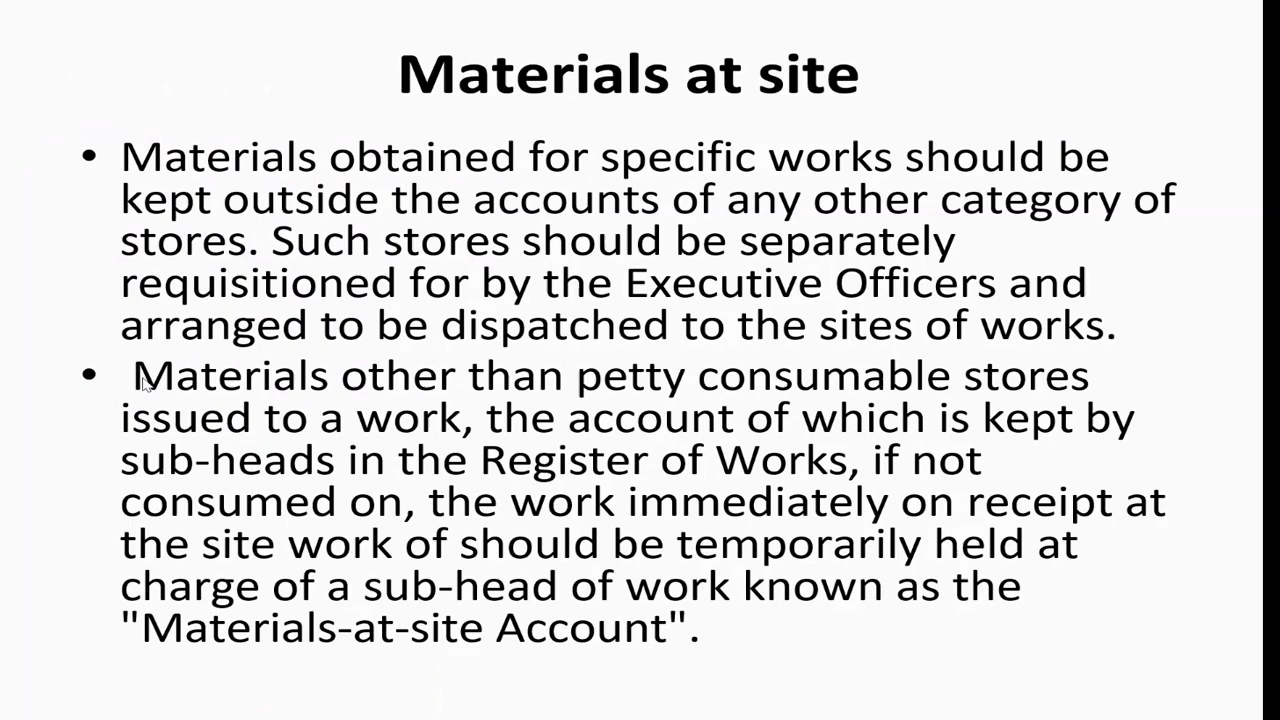 Materials at site
• Materials obtained for specific works should be
kept outside the accounts of any other category of
stores. Such stores should be separately
requisitioned for by the Executive Officers and
arranged to be dispatched to the sites of works.
• Materials other than petty consumable stores
issued to a work, the account of which is kept by
sub-heads in the Register of Works, if not
consumed on, the work immediately on receipt at
the site work of should be temporarily held at
charge of a sub-head of work known as the
"Materials-at-site Account".